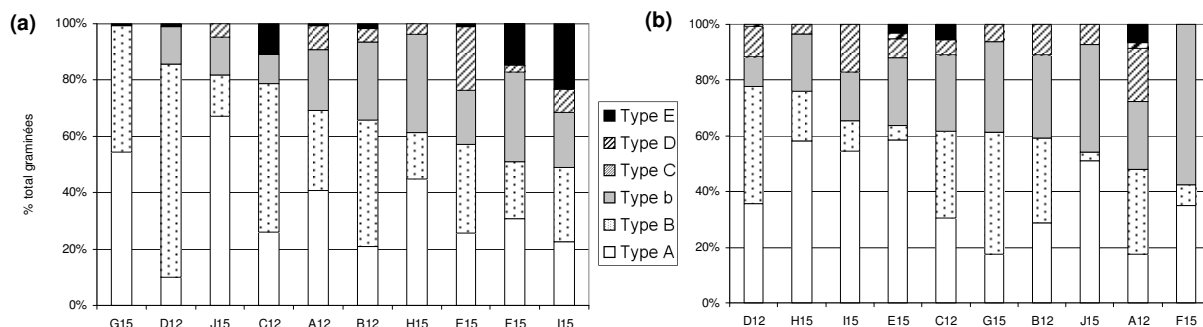 (a)
% total graminées
100%
80%
60%
40%
20%
0%
G15 D12 J15 C12 A12 B12 H15 E15 F15 I15
Type E
Type D
Type C
Type b
Type B
Type A
(b)
100%
80%
60%
40%
20%
0%
D12 H15 I15 E15 C12 G15 B12 J15 A12 F15